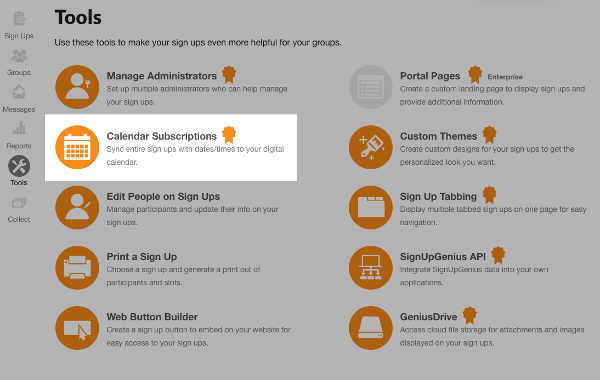 Tools
Use these tools to make your sign ups even more helpful for your groups.
Sign Ups
Groups
Messages
Reports
Tools
Collect
Manage Administrators
Set up multiple administrators who can help manage
your sign ups.
Calendar Subscriptions
Sync entire sign ups with dates/times to your digital
calendar.
Edit People on Sign Ups
Manage participants and update their info on your
sign ups.
Print a Sign Up
Choose a sign up and generate a print out of
participants and slots.
Web Button Builder
Create a sign up button to embed on your website for
easy access to your sign ups.
Portal Pages Enterprise
Create a custom landing page to display sign ups and
provide additional information.
Custom Themes
Create custom designs for your sign ups to get the
personalized look you want.
Sign Up Tabbing
Display multiple tabbed sign ups on one page for easy
navigation.
SignUpGenius API
Integrate SignUpGenius data into your own
applications.
GeniusDrive
Access cloud file storage for attachments and images
displayed on your sign ups.